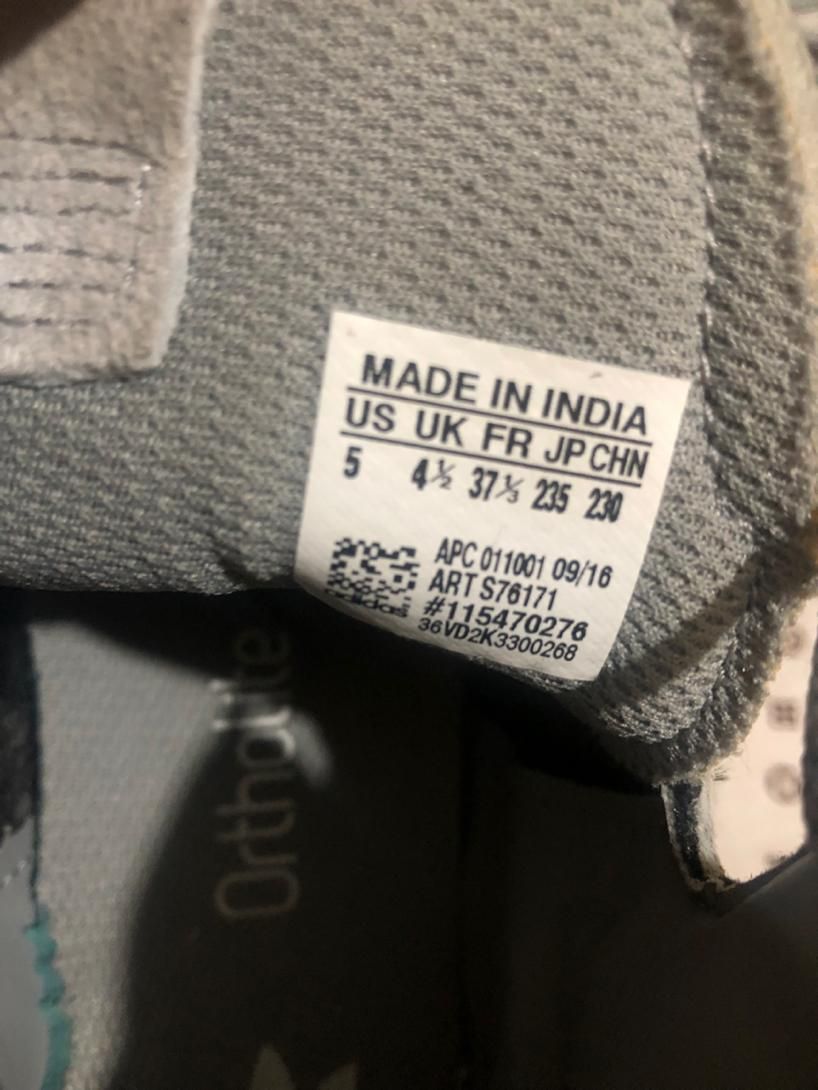 MADE IN INDIA
US UK FR JP CHN
5 4½ 37⅓ 235 230
APC 011001 09/16
ART S76171
#115470276
36VD2K3300268
adidas
Ortholite